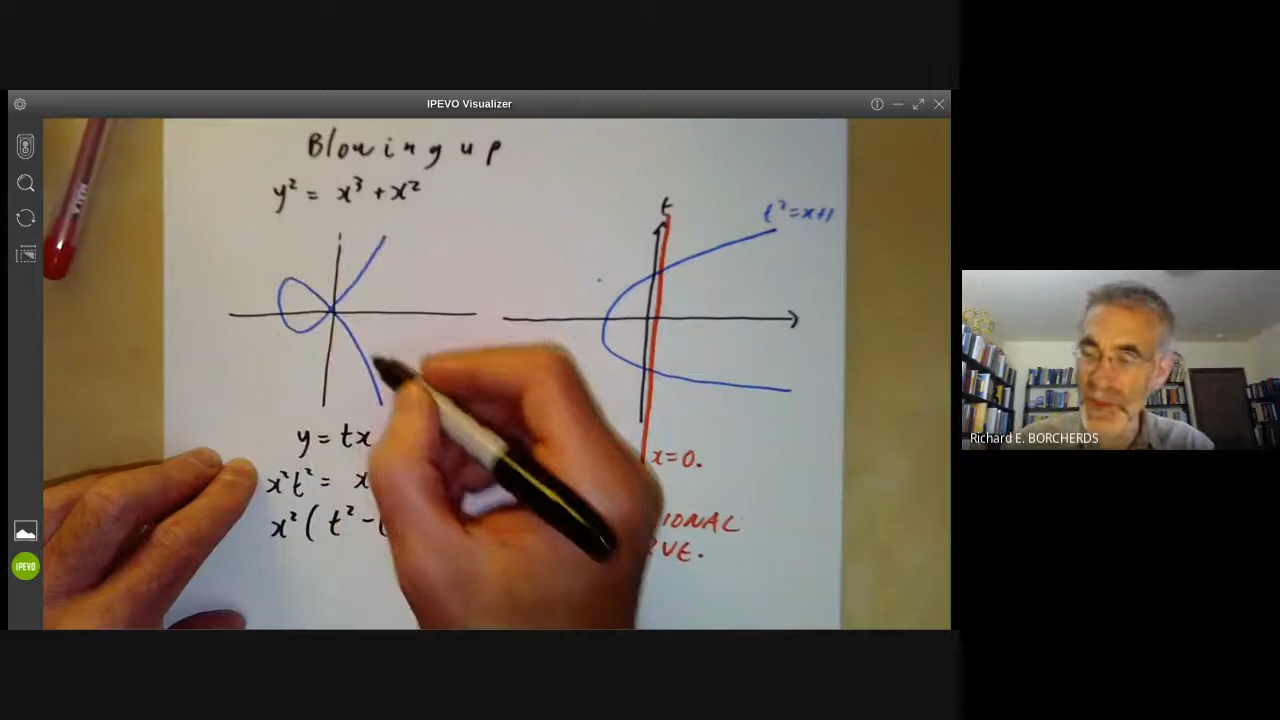 IPEVO Visualizer
Blowing up
y² = x³ + x²
t
t² = x+1
y = tx
x²t² = x
x=0.
x² ( t² - (
IONAL
VE.
IPEVO
Richard E. BORCHERDS